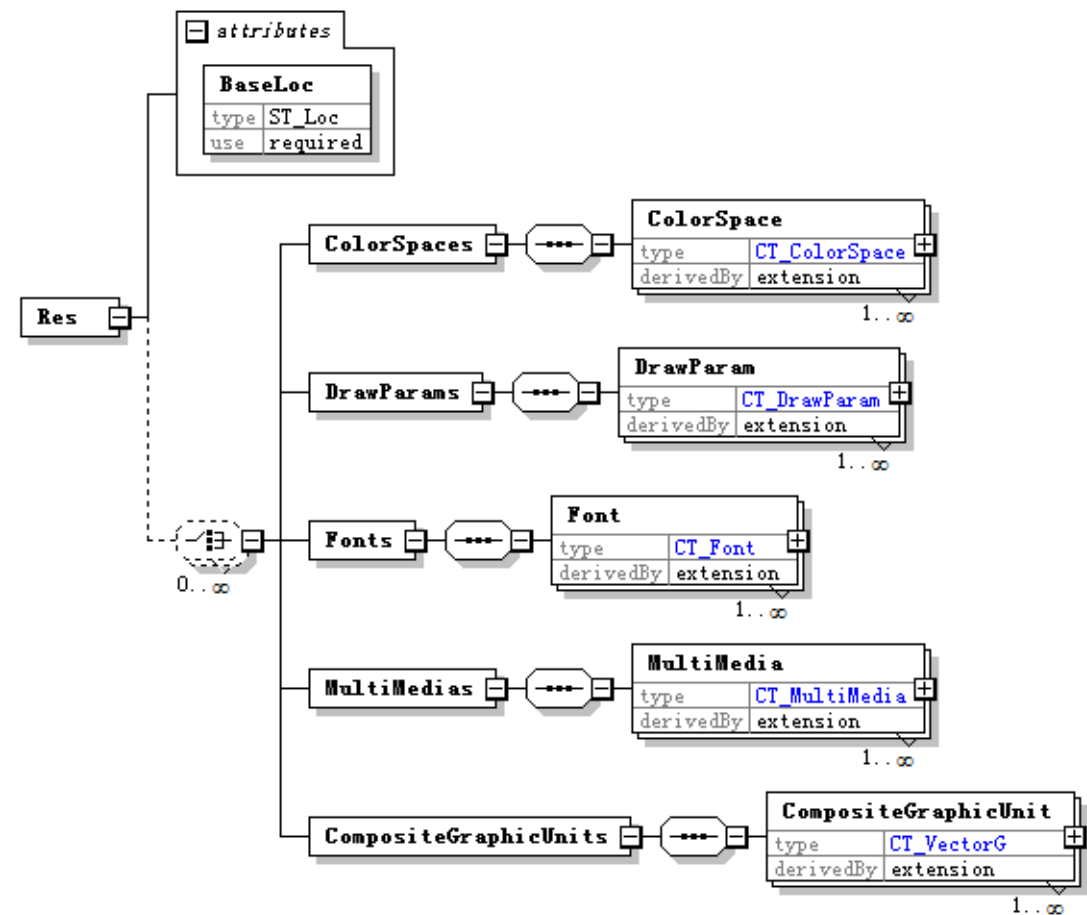 attributes
BaseLoc
type ST_Loc
use required
ColorSpaces
ColorSpace
type CT_ColorSpace
derivedBy extension
1..∞
Res
DrawParams
DrawParam
type CT_DrawParam
derivedBy extension
1..∞
0..∞
Fonts
Font
type CT_Font
derivedBy extension
1..∞
MultiMedias
MultiMedia
type CT_MultiMedia
derivedBy extension
1..∞
CompositeGraphicUnits
CompositeGraphicUnit
type CT_VectorG
derivedBy extension
1..∞